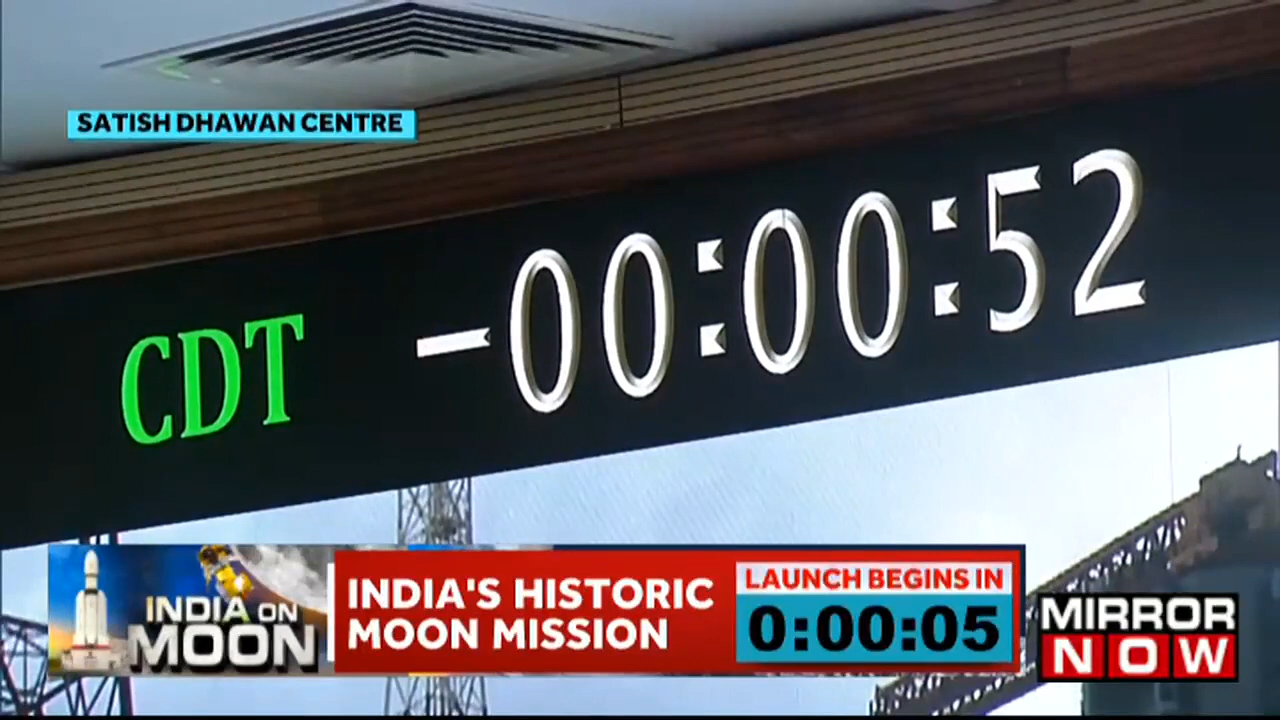 SATISH DHAWAN CENTRE
CDT -00:00:52
INDIA ON
MOON
INDIA'S HISTORIC
MOON MISSION
LAUNCH BEGINS IN
0:00:05
MIRROR
NOW